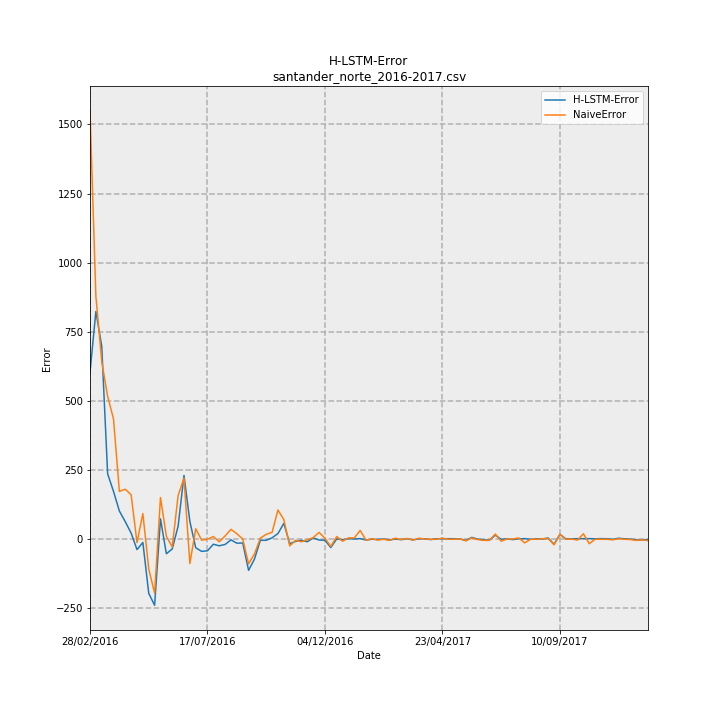 H-LSTM-Error
santander_norte_2016-2017.csv
H-LSTM-Error
NaiveError
1500
1250
1000
750
500
250
0
−250
Error
28/02/2016 17/07/2016 04/12/2016 23/04/2017 10/09/2017
Date